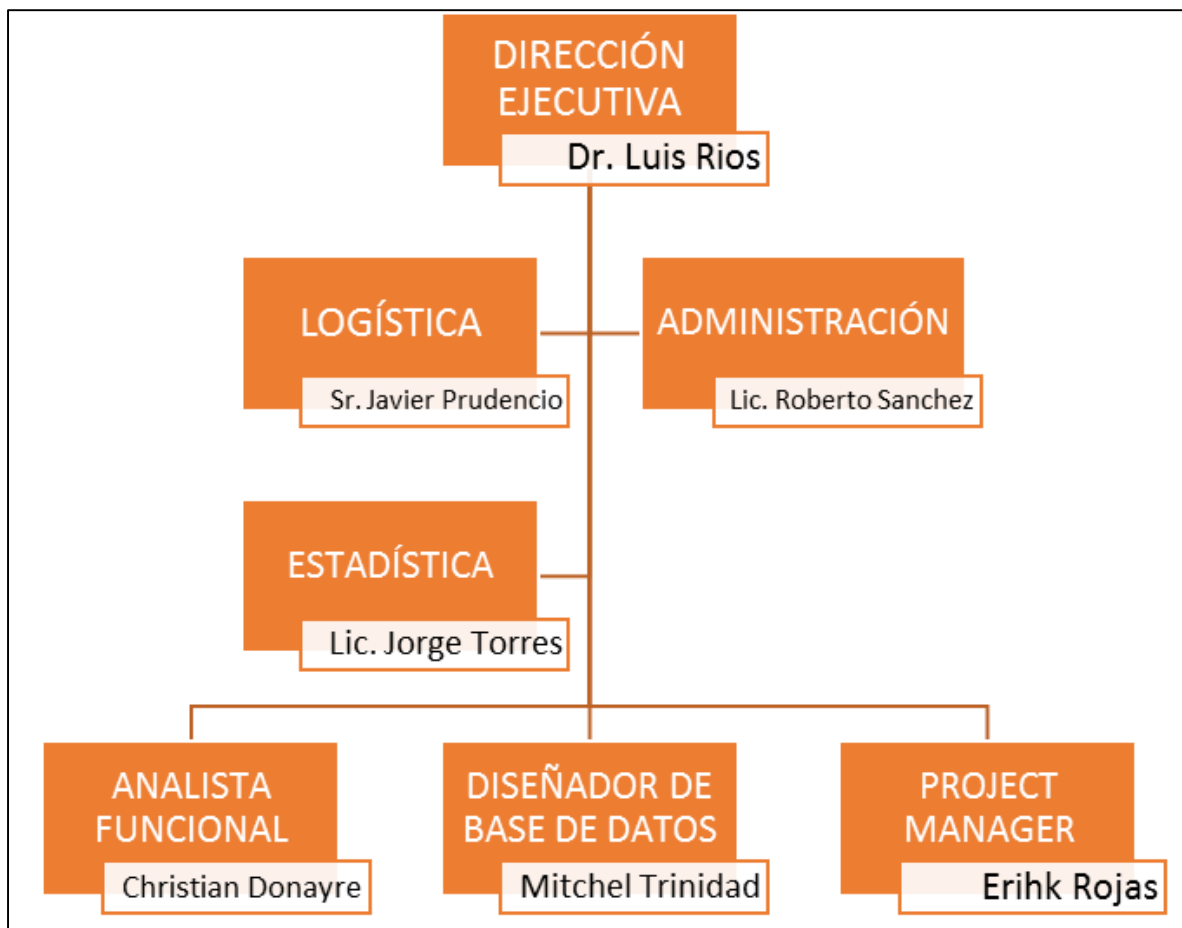 DIRECCIÓN
EJECUTIVA
Dr. Luis Rios
LOGÍSTICA
Sr. Javier Prudencio
ADMINISTRACIÓN
Lic. Roberto Sanchez
ESTADÍSTICA
Lic. Jorge Torres
ANALISTA
FUNCIONAL
Christian Donayre
DISEÑADOR DE
BASE DE DATOS
Mitchel Trinidad
PROJECT
MANAGER
Erihk Rojas